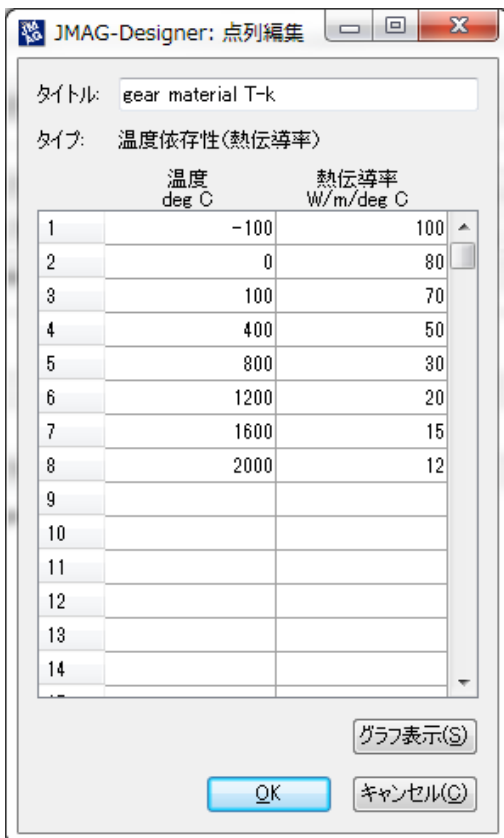 JMAG-Designer: 点列編集
タイトル: gear material T-k
タイプ: 温度依存性(熱伝導率)
温度 熱伝導率
deg C W/m/deg C
1 -100 100
2 0 80
3 100 70
4 400 50
5 800 30
6 1200 20
7 1600 15
8 2000 12
9
10
11
12
13
14
グラフ表示(S)
OK キャンセル(C)